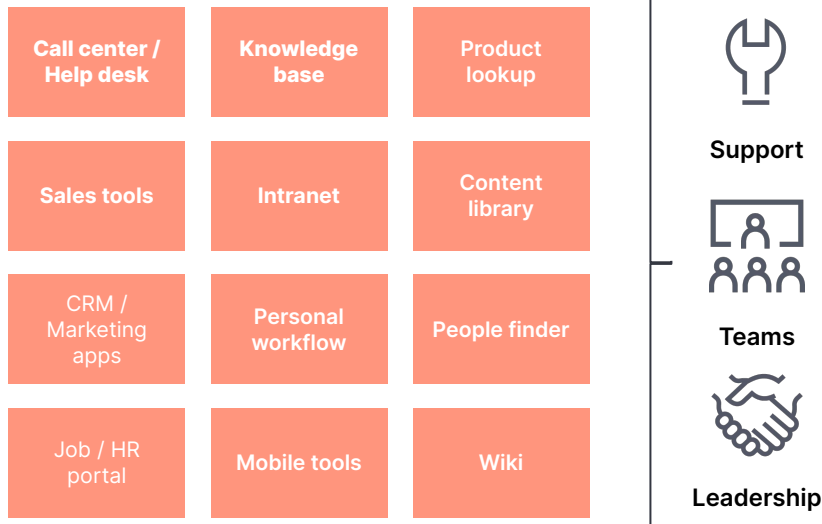 Call center /
Help desk
Knowledge
base
Product
lookup
Sales tools
Intranet
Content
library
CRM /
Marketing
apps
Personal
workflow
People finder
Job / HR
portal
Mobile tools
Wiki
Support
Teams
Leadership